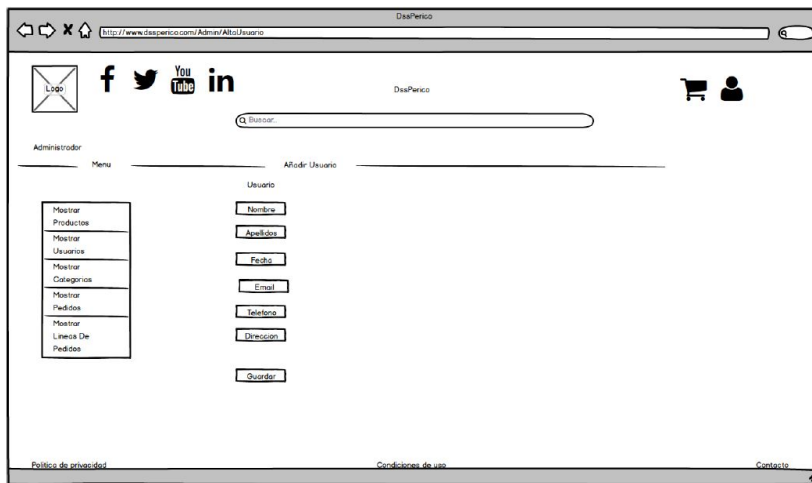 DssPerico
http://www.dssperico.com/Admin/AltaUsuario
Logo
You
Tube
in
DssPerico
Buscar..
Administrador
Menu
Añadir Usuario
Usuario
Mostrar
Productos
Mostrar
Usuarios
Mostrar
Categorias
Mostrar
Pedidos
Mostrar
Lineas De
Pedidos
Nombre
Apellidos
Fecha
Email
Telefono
Direccion
Guardar
Politica de privacidad
Condiciones de uso
Contacto